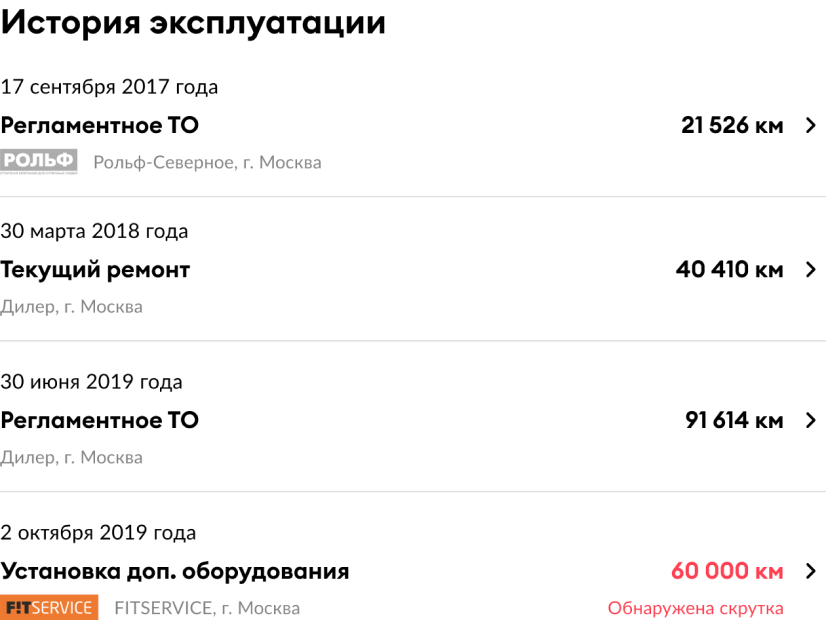 История эксплуатации
17 сентября 2017 года
Регламентное ТО 21 526 км
РОЛЬФ Рольф-Северное, г. Москва
30 марта 2018 года
Текущий ремонт 40 410 км
Дилер, г. Москва
30 июня 2019 года
Регламентное ТО 91 614 км
Дилер, г. Москва
2 октября 2019 года
Установка доп. оборудования 60 000 км
F!TSERVICE FITSERVICE, г. Москва Обнаружена скрутка